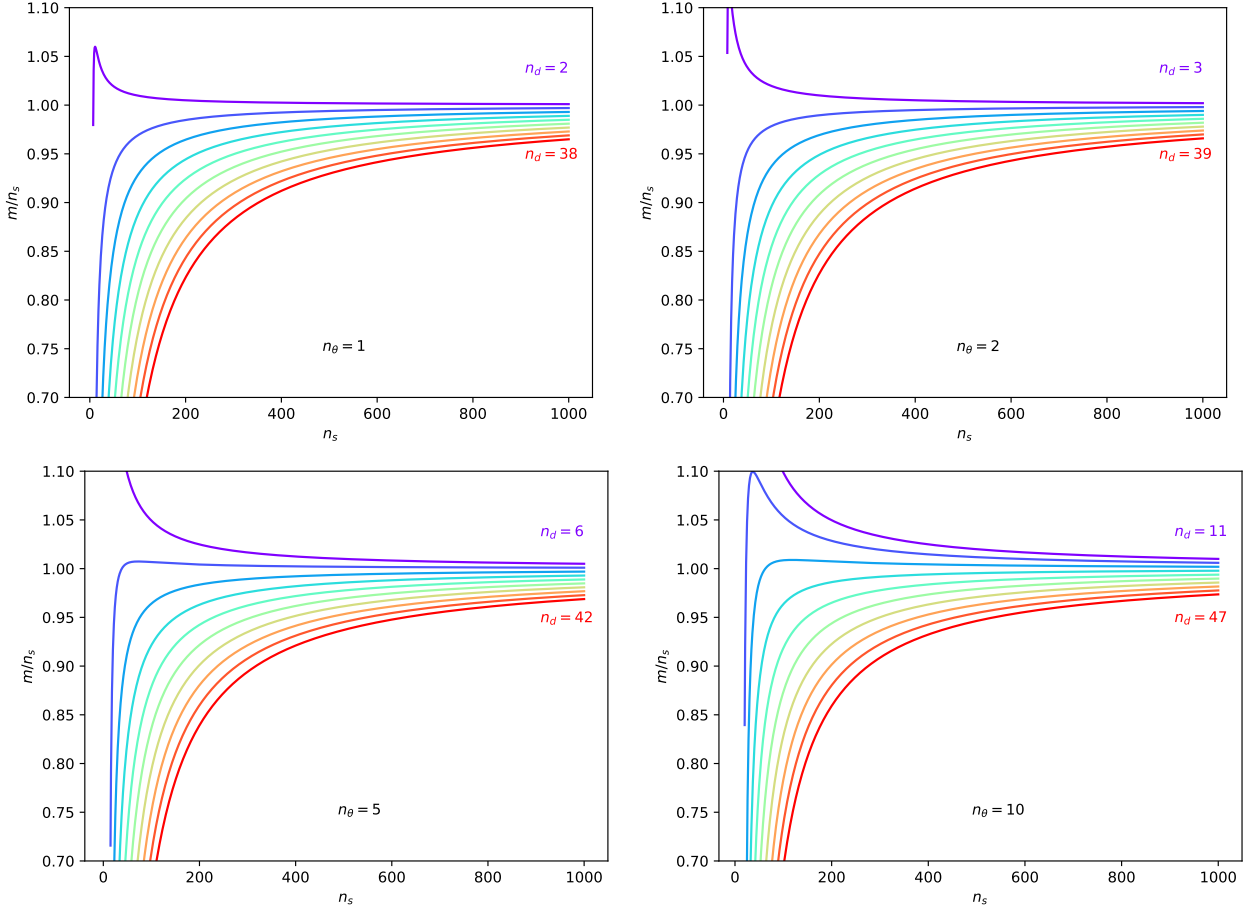 1.10
1.05
1.00
0.95
0.90
0.85
0.80
0.75
0.70
m/n_s
n_d = 2
n_d = 38
n_θ = 1
0 200 400 600 800 1000
n_s
1.10
1.05
1.00
0.95
0.90
0.85
0.80
0.75
0.70
m/n_s
n_d = 3
n_d = 39
n_θ = 2
0 200 400 600 800 1000
n_s
1.10
1.05
1.00
0.95
0.90
0.85
0.80
0.75
0.70
m/n_s
n_d = 6
n_d = 42
n_θ = 5
0 200 400 600 800 1000
n_s
1.10
1.05
1.00
0.95
0.90
0.85
0.80
0.75
0.70
m/n_s
n_d = 11
n_d = 47
n_θ = 10
0 200 400 600 800 1000
n_s